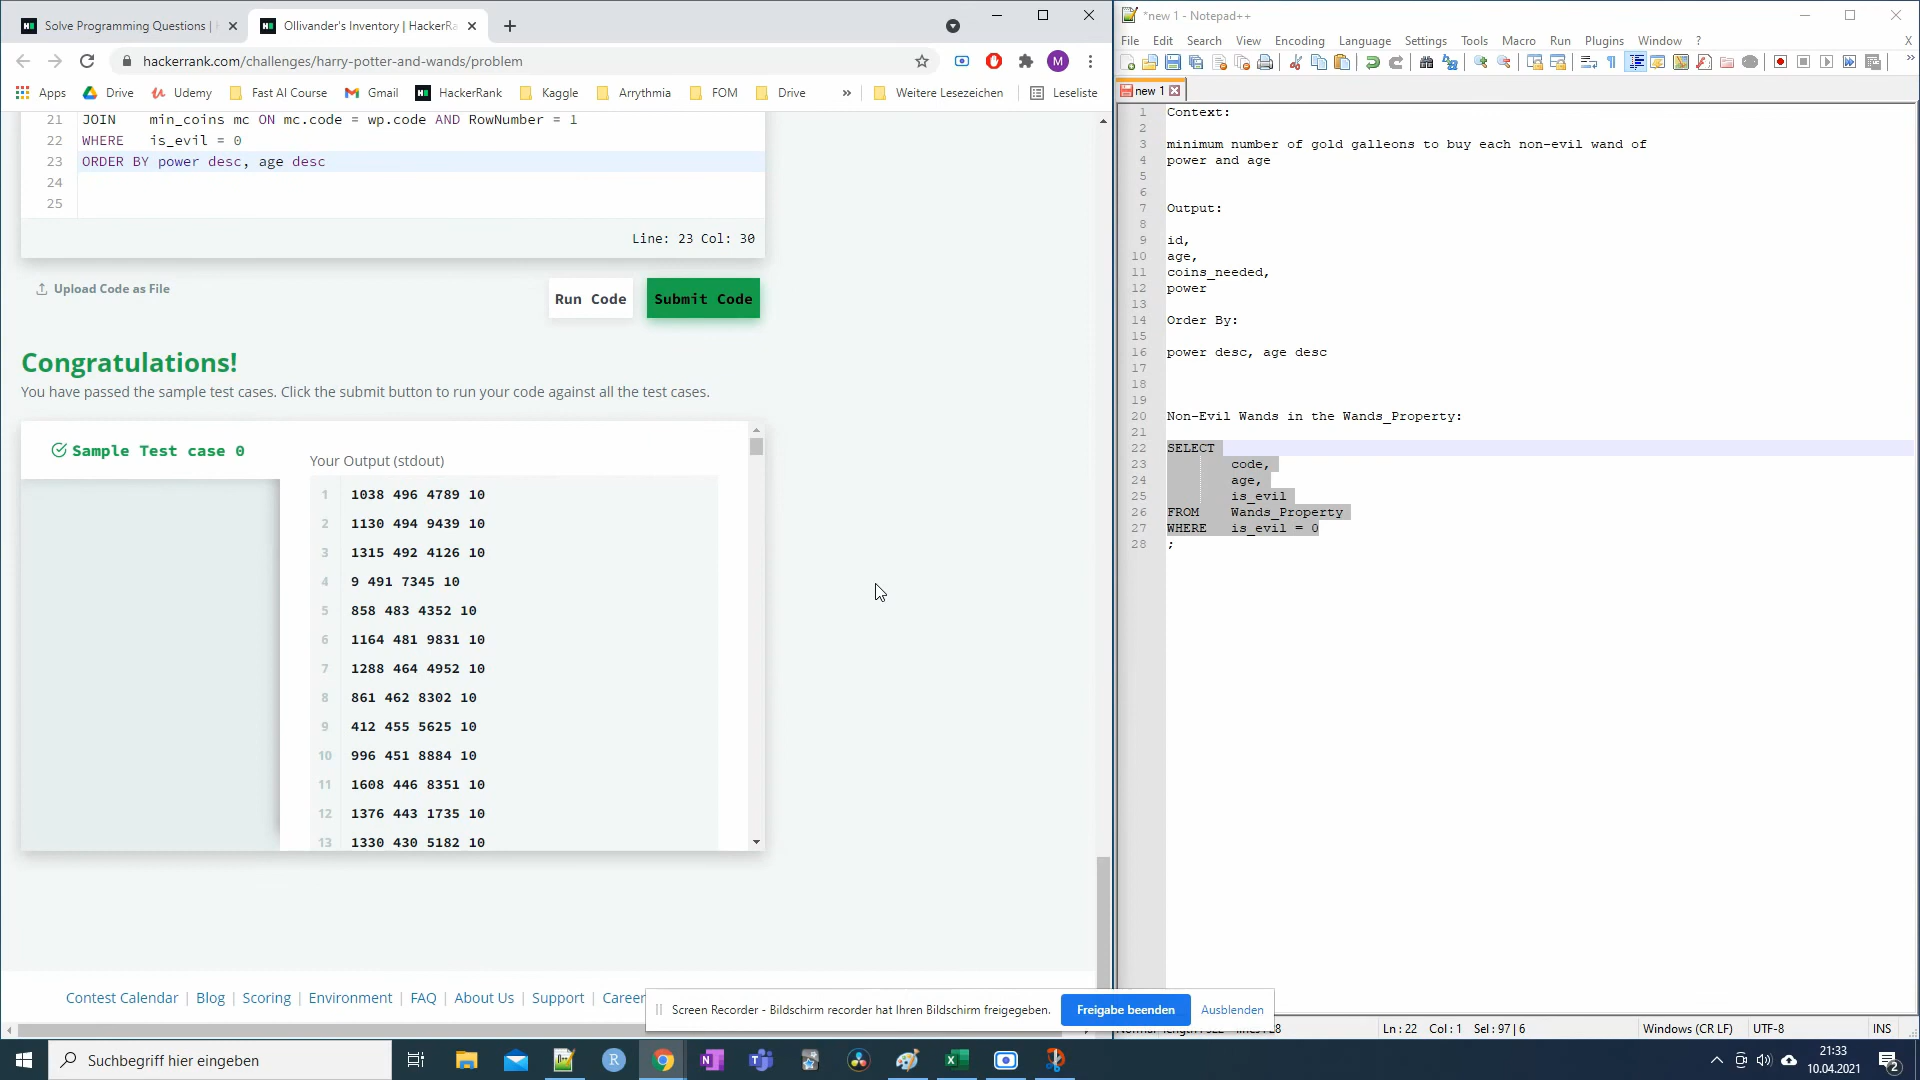 Solve Programming Questions |
Ollivander's Inventory | HackerRa
hackerrank.com/challenges/harry-potter-and-wands/problem
M
Apps
Drive
Udemy
Fast AI Course
Gmail
HackerRank
Kaggle
Arrythmia
FOM
Drive
»
Weitere Lesezeichen
Leseliste
21 JOIN min_coins mc ON mc.code = wp.code AND RowNumber = 1
22 WHERE is_evil = 0
23 ORDER BY power desc, age desc
24
25
Line: 23 Col: 30
Upload Code as File
Run Code
Submit Code
Congratulations!
You have passed the sample test cases. Click the submit button to run your code against all the test cases.
Sample Test case 0
Your Output (stdout)
1 1038 496 4789 10
2 1130 494 9439 10
3 1315 492 4126 10
4 9 491 7345 10
5 858 483 4352 10
6 1164 481 9831 10
7 1288 464 4952 10
8 861 462 8302 10
9 412 455 5625 10
10 996 451 8884 10
11 1608 446 8351 10
12 1376 443 1735 10
13 1330 430 5182 10
Contest Calendar | Blog | Scoring | Environment | FAQ | About Us | Support | Career
Screen Recorder - Bildschirm recorder hat Ihren Bildschirm freigegeben.
Freigabe beenden
Ausblenden
*new 1 - Notepad++
File Edit Search View Encoding Language Settings Tools Macro Run Plugins Window ?
X
»
new 1
1 Context:
2
3 minimum number of gold galleons to buy each non-evil wand of
4 power and age
5
6
7 Output:
8
9 id,
10 age,
11 coins_needed,
12 power
13
14 Order By:
15
16 power desc, age desc
17
18
19
20 Non-Evil Wands in the Wands_Property:
21
22 SELECT
23 code,
24 age,
25 is_evil
26 FROM Wands_Property
27 WHERE is_evil = 0
28 ;
Ln : 22 Col : 1 Sel : 97 | 6
Windows (CR LF)
UTF-8
INS
Suchbegriff hier eingeben
21:33
10.04.2021
2